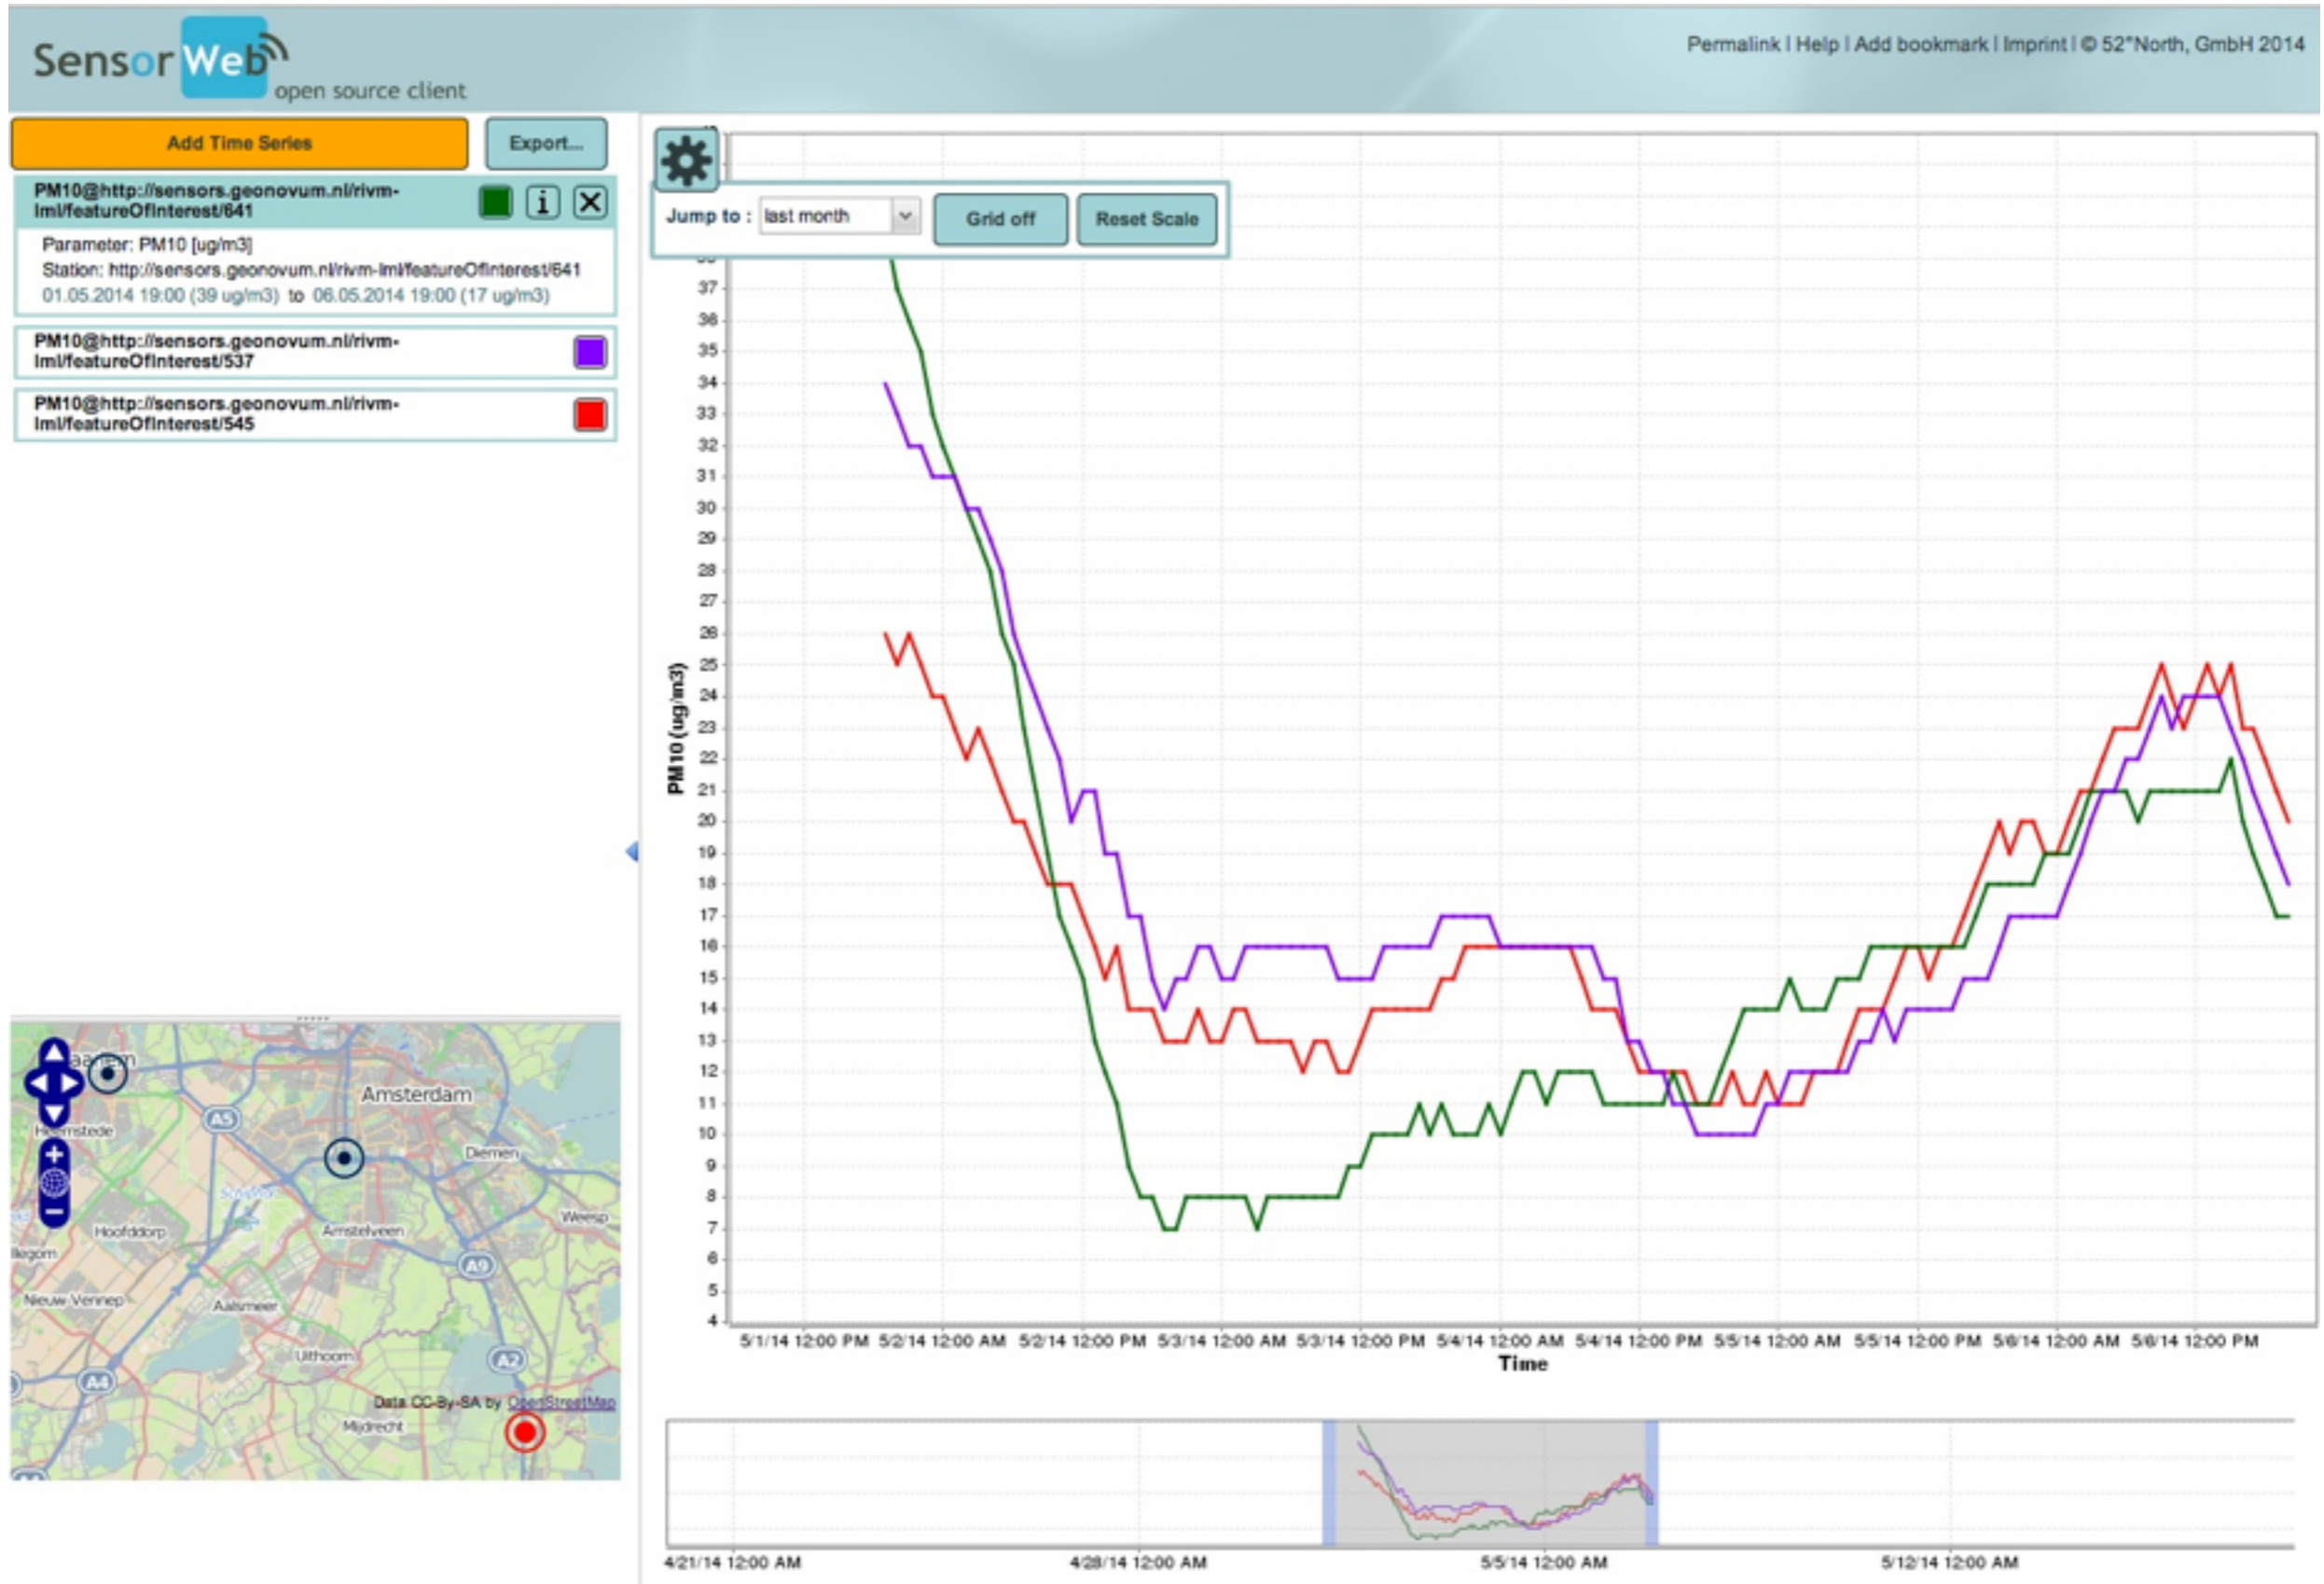 Sensor Web
open source client
Permalink | Help | Add bookmark | Imprint | © 52°North, GmbH 2014
Add Time Series
Export...
PM10@http://sensors.geonovum.nl/rivm-
lml/featureOfInterest/641
i
Parameter: PM10 [ug/m3]
Station: http://sensors.geonovum.nl/rivm-lml/featureOfInterest/641
01.05.2014 19:00 (39 ug/m3) to 06.05.2014 19:00 (17 ug/m3)
PM10@http://sensors.geonovum.nl/rivm-
lml/featureOfInterest/537
PM10@http://sensors.geonovum.nl/rivm-
lml/featureOfInterest/545
Jump to :
last month
Grid off
Reset Scale
37
36
35
34
33
32
31
30
29
28
27
26
25
24
23
22
21
20
19
18
17
16
15
14
13
12
11
10
9
8
7
6
5
4
PM10 (ug/m3)
5/1/14 12:00 PM
5/2/14 12:00 AM
5/2/14 12:00 PM
5/3/14 12:00 AM
5/3/14 12:00 PM
5/4/14 12:00 AM
5/4/14 12:00 PM
5/5/14 12:00 AM
5/5/14 12:00 PM
5/6/14 12:00 AM
5/6/14 12:00 PM
Time
Amsterdam
A5
Diemen
Schiphol
Weesp
Hoofddorp
Amstelveen
A9
Nieuw-Vennep
Aalsmeer
Uithoorn
A2
A4
Data CC-By-SA by OpenStreetMap
Mijdrecht
4/21/14 12:00 AM
4/28/14 12:00 AM
5/5/14 12:00 AM
5/12/14 12:00 AM